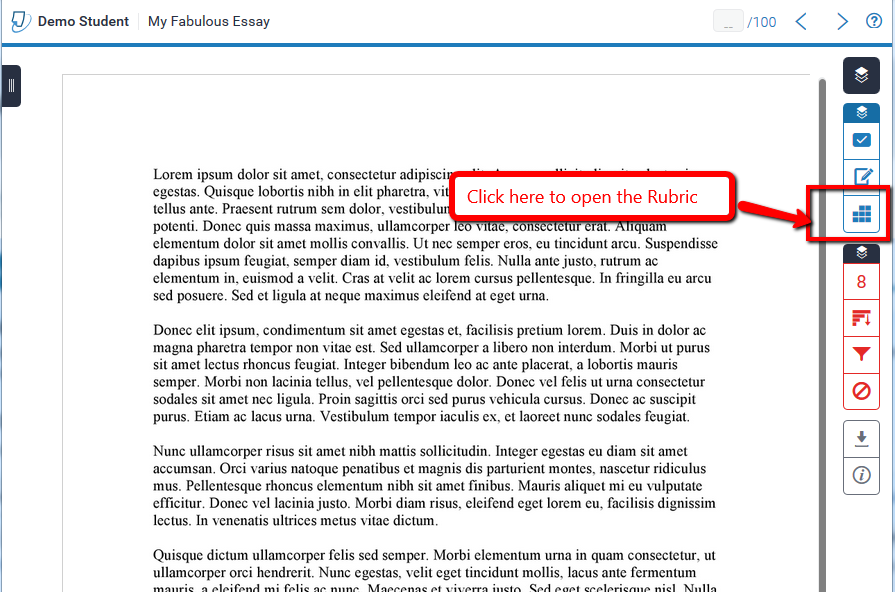 Demo Student My Fabulous Essay __ /100
Lorem ipsum dolor sit amet, consectetur adipiscin
Click here to open the Rubric
egestas. Quisque lobortis nibh in elit pharetra, vit
tellus ante. Praesent rutrum sem dolor, vestibulum
potenti. Donec quis massa maximus, ullamcorper leo vitae, consectetur erat. Aliquam
elementum dolor sit amet mollis convallis. Ut nec semper eros, eu tincidunt arcu. Suspendisse
dapibus ipsum feugiat, semper diam id, vestibulum felis. Nulla ante justo, rutrum ac
elementum in, euismod a velit. Cras at velit ac lorem cursus pellentesque. In fringilla eu arcu
sed posuere. Sed et ligula at neque maximus eleifend at eget urna.
8
Donec elit ipsum, condimentum sit amet egestas et, facilisis pretium lorem. Duis in dolor ac
magna pharetra tempor non vitae est. Sed ullamcorper a libero non interdum. Morbi ut purus
sit amet lectus rhoncus feugiat. Integer bibendum leo ac ante placerat, a lobortis mauris
semper. Morbi non lacinia tellus, vel pellentesque dolor. Donec vel felis ut urna consectetur
sodales sit amet nec ligula. Proin sagittis orci sed purus vehicula cursus. Donec ac suscipit
purus. Etiam ac lacus urna. Vestibulum tempor iaculis ex, et laoreet nunc sodales feugiat.
Nunc ullamcorper risus sit amet nibh mattis sollicitudin. Integer egestas eu diam sit amet
accumsan. Orci varius natoque penatibus et magnis dis parturient montes, nascetur ridiculus
mus. Pellentesque rhoncus elementum nibh sit amet finibus. Mauris aliquet mi eu vulputate
efficitur. Donec vel lacinia justo. Morbi diam risus, eleifend eget lorem eu, facilisis dignissim
lectus. In venenatis ultrices metus vitae dictum.
Quisque dictum ullamcorper felis sed semper. Morbi elementum urna in quam consectetur, ut
ullamcorper orci hendrerit. Nunc egestas, velit eget tincidunt mollis, lacus ante fermentum
mauris, a eleifend mi felis ac nunc. Maecenas et viverra justo. Sed eget scelerisque nisl. Nulla